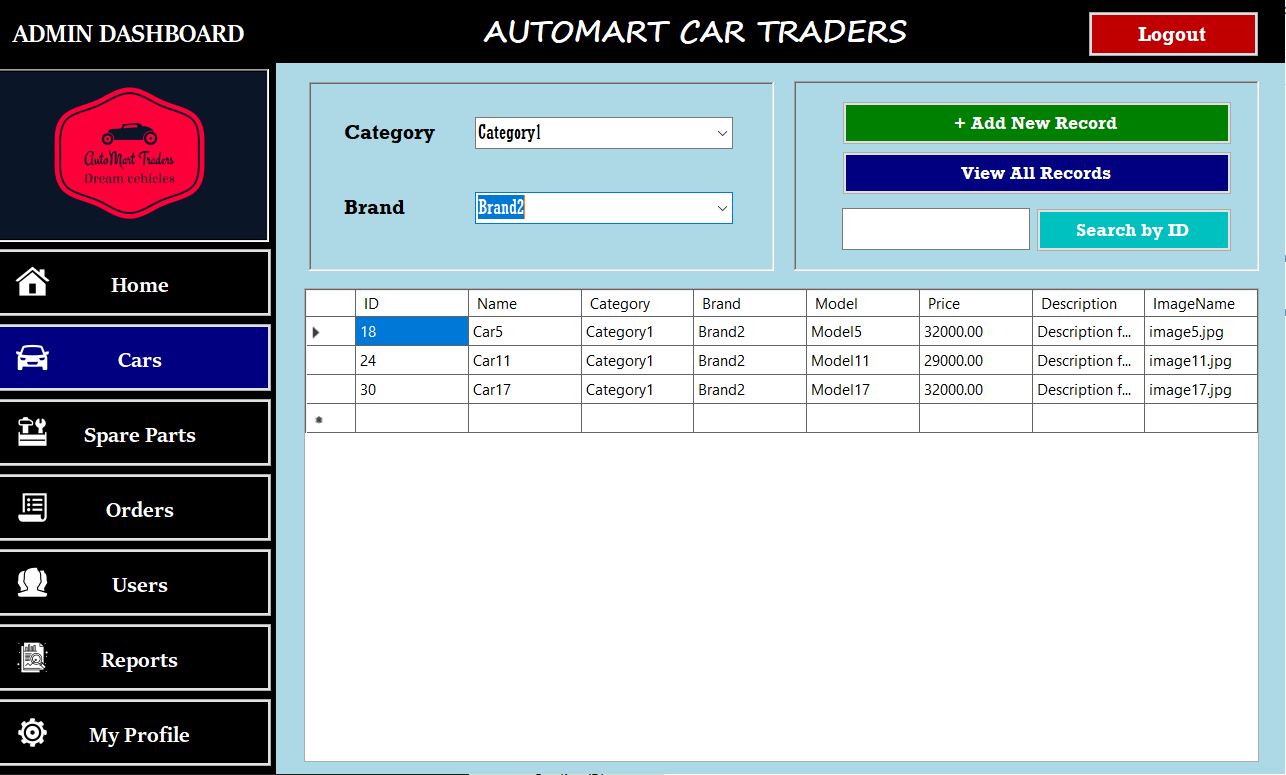 ADMIN DASHBOARD
AUTOMART CAR TRADERS
Logout
AutoMart Traders
Dream vehicles
Home
Cars
Spare Parts
Orders
Users
Reports
My Profile
Category Category1
Brand Brand2
+ Add New Record
View All Records
Search by ID
ID Name Category Brand Model Price Description ImageName
18 Car5 Category1 Brand2 Model5 32000.00 Description f... image5.jpg
24 Car11 Category1 Brand2 Model11 29000.00 Description f... image11.jpg
30 Car17 Category1 Brand2 Model17 32000.00 Description f... image17.jpg